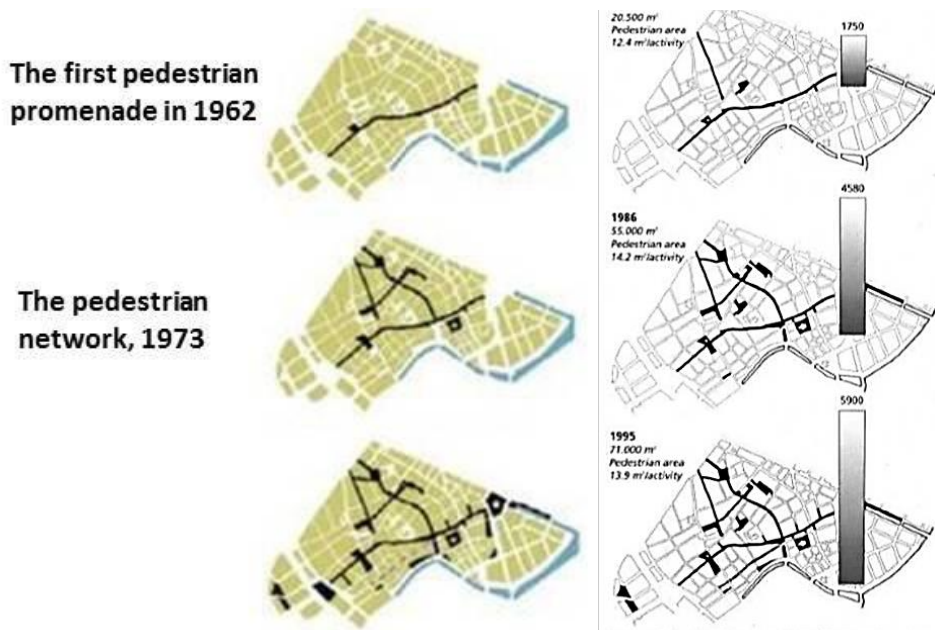 The first pedestrian
promenade in 1962
20.500 m²
Pedestrian area
12.4 m²/activity
1750
The pedestrian
network, 1973
4580
1986
55.000 m²
Pedestrian area
14.2 m²/activity
5900
1995
71.000 m²
Pedestrian area
13.9 m²/activity